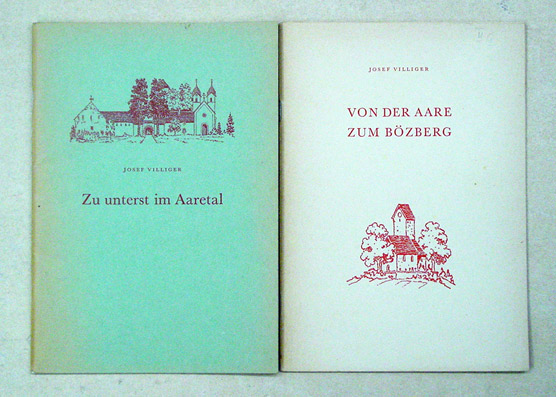 JOSEF VILLIGER
Zu unterst im Aaretal
JOSEF VILLIGER
VON DER AARE
ZUM BÖZBERG